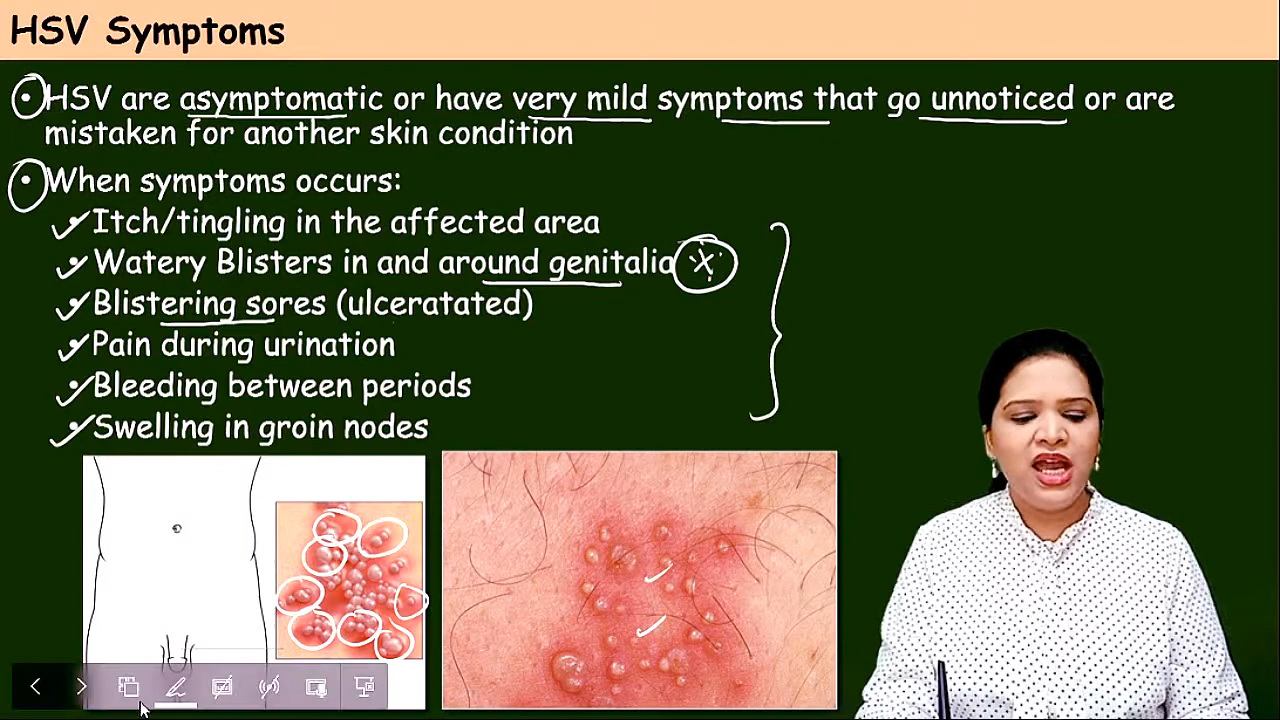 HSV Symptoms
• HSV are asymptomatic or have very mild symptoms that go unnoticed or are
mistaken for another skin condition
• When symptoms occurs:
• Itch/tingling in the affected area
• Watery Blisters in and around genitalia
• Blistering sores (ulceratated)
• Pain during urination
• Bleeding between periods
• Swelling in groin nodes